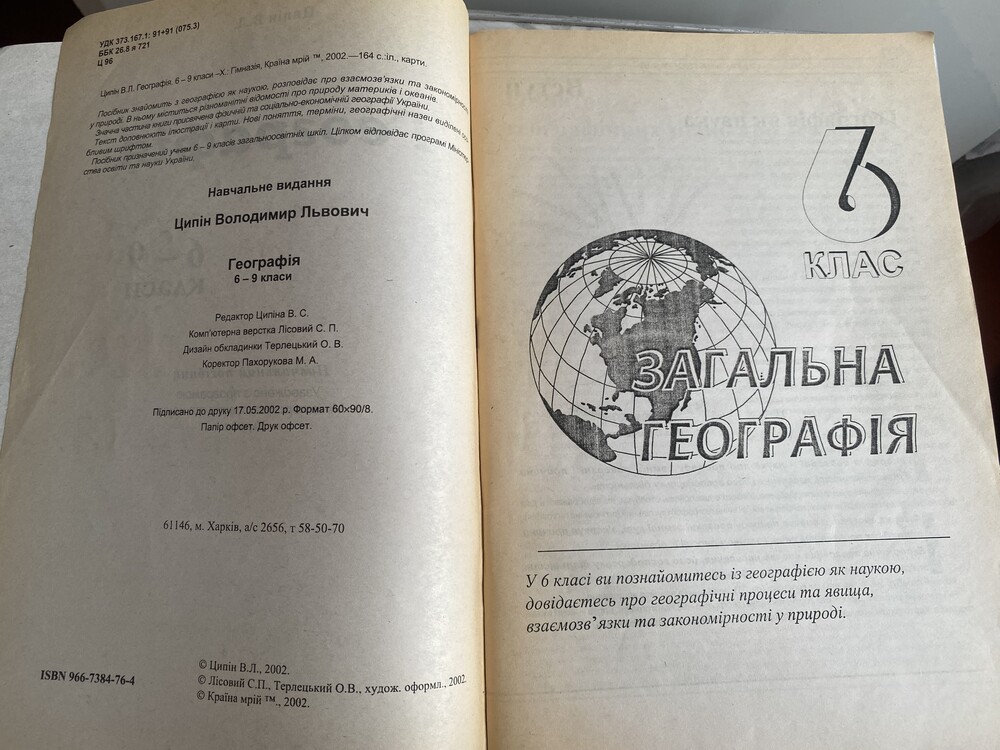 УДК 373.167.1: 91+91 (075.3)
ББК 26.8 я 721
Ц 96
Ципін В.Л. Географія. 6 – 9 класи –Х.: Гімназія, Країна мрій ™, 2002.—164 с.:іл., карти.
Посібник знайомить з географією як наукою, розповідає про взаємозв'язки та закономірності
у природі. В ньому міститься різноманітні відомості про природу материків і океанів.
Значна частина книги присвячена фізичній та соціально-економічній географії України.
Текст доповнюють ілюстрації і карти. Нові поняття, терміни, географічні назви виділені осо-
бливим шрифтом.
Посібник призначений учням 6 – 9 класів загальноосвітніх шкіл. Цілком відповідає програмі Міністер-
ства освіти та науки України.
Навчальне видання
Ципін Володимир Львович
Географія
6 – 9 класи
Редактор Ципіна В. С.
Комп'ютерна верстка Лісовий С. П.
Дизайн обкладинки Терлецький О. В.
Коректор Пахорукова М. А.
Підписано до друку 17.05.2002 р. Формат 60×90/8.
Папір офсет. Друк офсет.
61146, м. Харків, а/с 2656, т 58-50-70
ISBN 966-7384-76-4
© Ципін В.Л., 2002.
© Лісовий С.П., Терлецький О.В., худож. оформл., 2002.
© Країна мрій ™., 2002.
6
КЛАС
ЗАГАЛЬНА
ГЕОГРАФІЯ
У 6 класі ви познайомитесь із географією як наукою,
довідаєтесь про географічні процеси та явища,
взаємозв’язки та закономірності у природі.